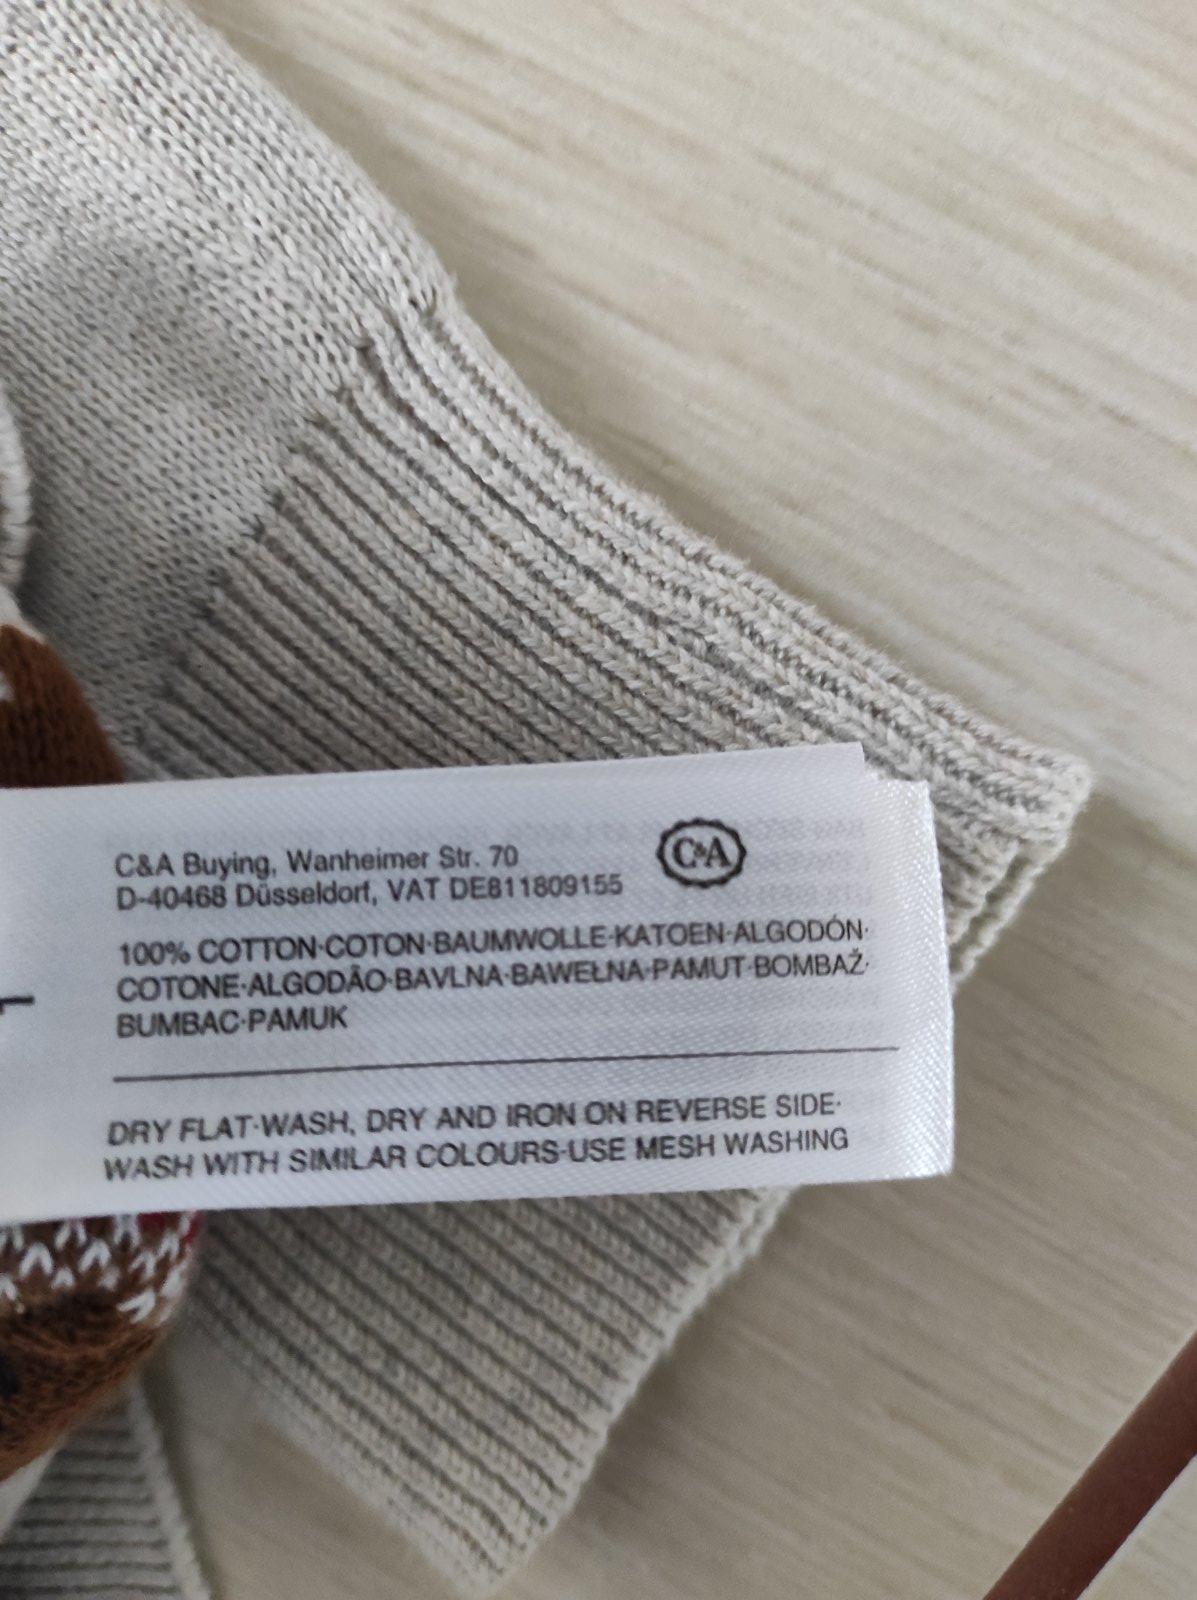 C&A Buying, Wanheimer Str. 70
D-40468 Düsseldorf, VAT DE811809155
C&A
100% COTTON·COTON·BAUMWOLLE·KATOEN·ALGODÓN·
COTONE·ALGODÃO·BAVLNA·BAWEŁNA·PAMUT·BOMBAŽ·
BUMBAC·PAMUK
DRY FLAT·WASH, DRY AND IRON ON REVERSE SIDE·
WASH WITH SIMILAR COLOURS·USE MESH WASHING